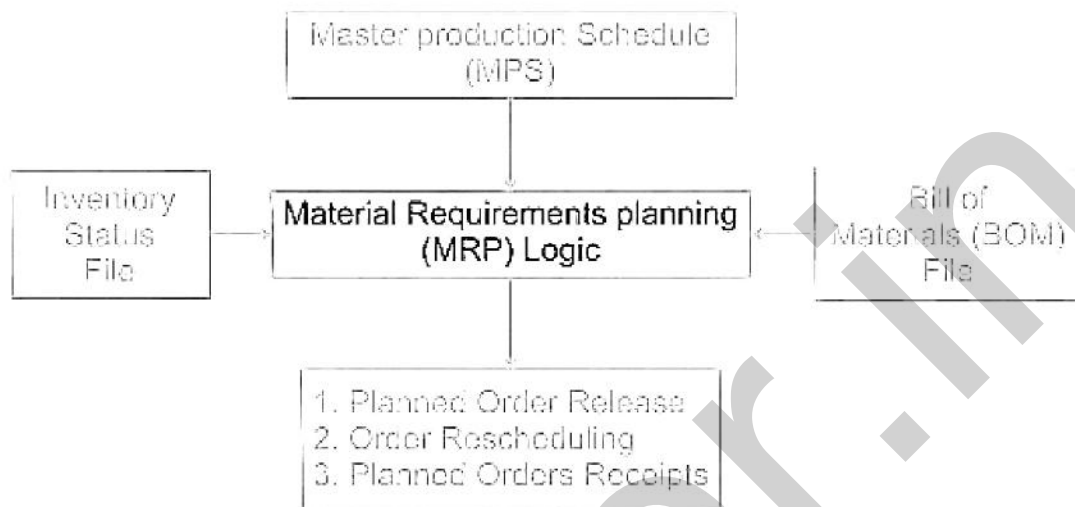 Master production Schedule
(MPS)
Inventory
Status
File
Material Requirements planning
(MRP) Logic
Bill of
Materials (BOM)
File
1. Planned Order Release
2. Order Rescheduling
3. Planned Orders Receipts